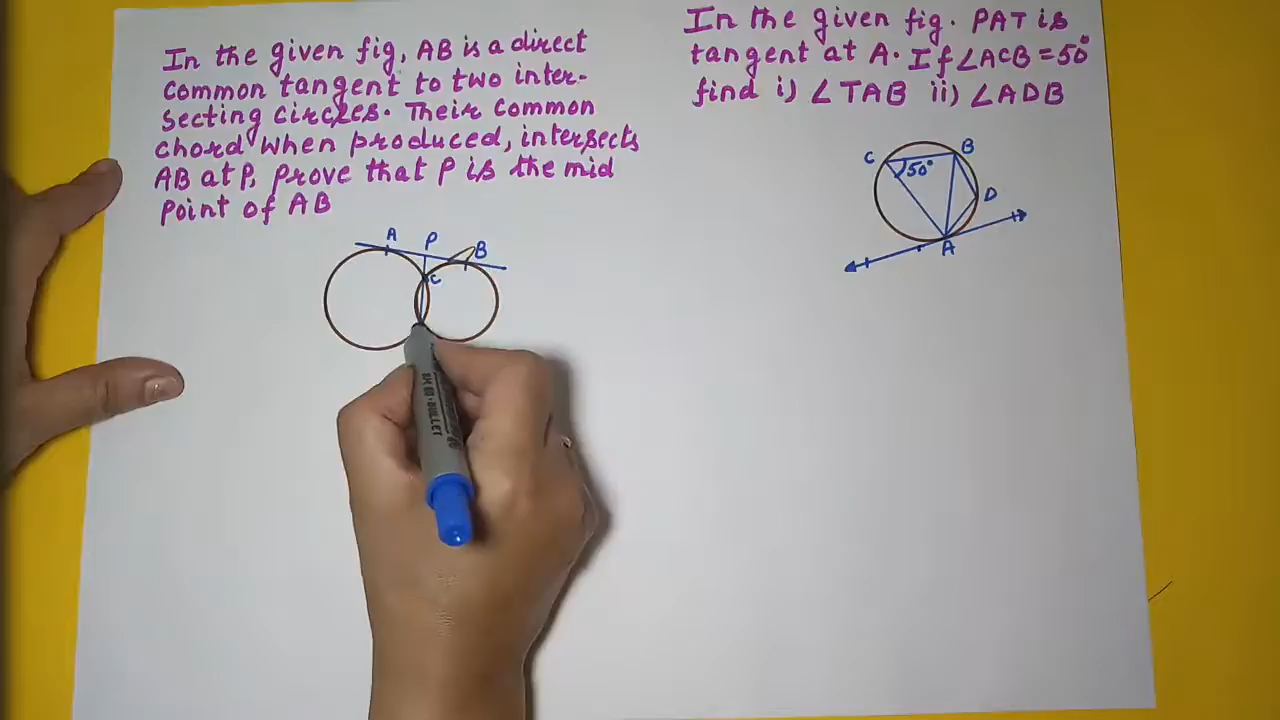 In the given fig, AB is a direct
common tangent to two inter-
secting circles. Their common
chord when produced, intersects
AB at P, prove that P is the mid
point of AB
A P B
C
In the given fig. PAT is
tangent at A. If ∠ACB = 50°
find i) ∠TAB ii) ∠ADB
C B
50°
D
A
BULLET